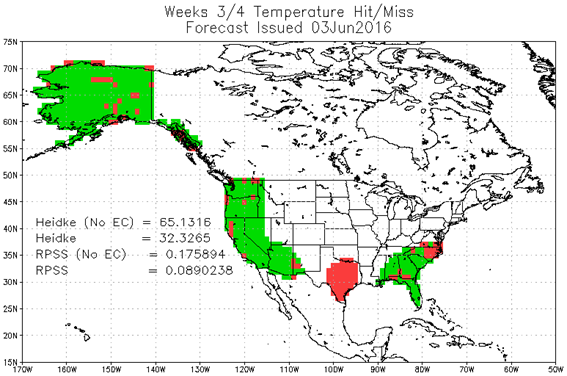 Weeks 3/4 Temperature Hit/Miss
Forecast Issued 03Jun2016
75N
70N
65N
60N
55N
50N
45N
40N
35N
30N
25N
20N
15N
Heidke (No EC) = 65.1316
Heidke = 32.3265
RPSS (No EC) = 0.175894
RPSS = 0.0890238
170W 160W 150W 140W 130W 120W 110W 100W 90W 80W 70W 60W 50W